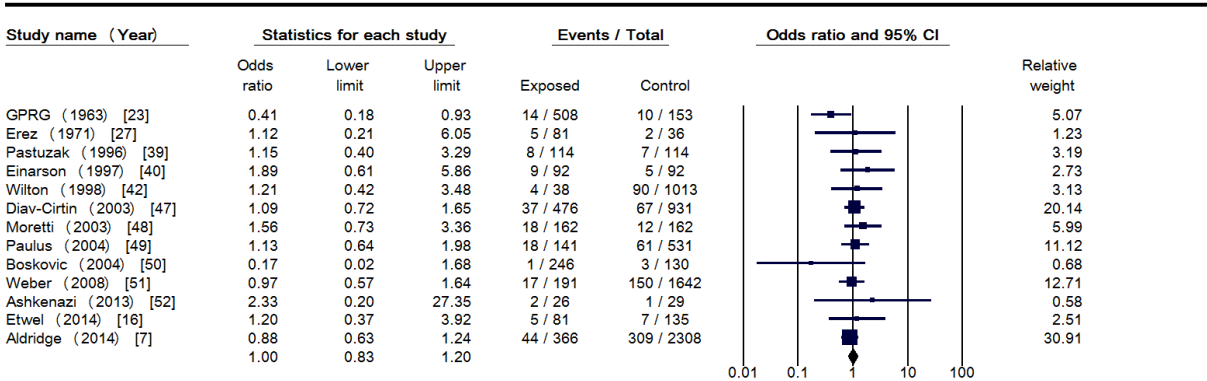 Study name (Year) Statistics for each study Events / Total Odds ratio and 95% CI
Odds Lower Upper Relative
ratio limit limit Exposed Control weight
GPRG (1963) [23] 0.41 0.18 0.93 14 / 508 10 / 153 5.07
Erez (1971) [27] 1.12 0.21 6.05 5 / 81 2 / 36 1.23
Pastuzak (1996) [39] 1.15 0.40 3.29 8 / 114 7 / 114 3.19
Einarson (1997) [40] 1.89 0.61 5.86 9 / 92 5 / 92 2.73
Wilton (1998) [42] 1.21 0.42 3.48 4 / 38 90 / 1013 3.13
Diav-Cirtin (2003) [47] 1.09 0.72 1.65 37 / 476 67 / 931 20.14
Moretti (2003) [48] 1.56 0.73 3.36 18 / 162 12 / 162 5.99
Paulus (2004) [49] 1.13 0.64 1.98 18 / 141 61 / 531 11.12
Boskovic (2004) [50] 0.17 0.02 1.68 1 / 246 3 / 130 0.68
Weber (2008) [51] 0.97 0.57 1.64 17 / 191 150 / 1642 12.71
Ashkenazi (2013) [52] 2.33 0.20 27.35 2 / 26 1 / 29 0.58
Etwel (2014) [16] 1.20 0.37 3.92 5 / 81 7 / 135 2.51
Aldridge (2014) [7] 0.88 0.63 1.24 44 / 366 309 / 2308 30.91
1.00 0.83 1.20
0.01 0.1 1 10 100